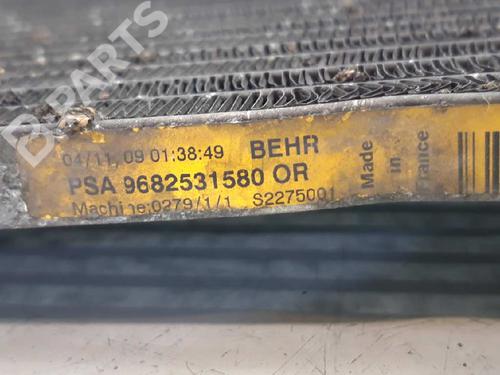 B-PARTS
04/11, 09 01:38:49 BEHR
PSA 9682531580 OR
Machine:0279/1/1 S2275001
Made
in
France